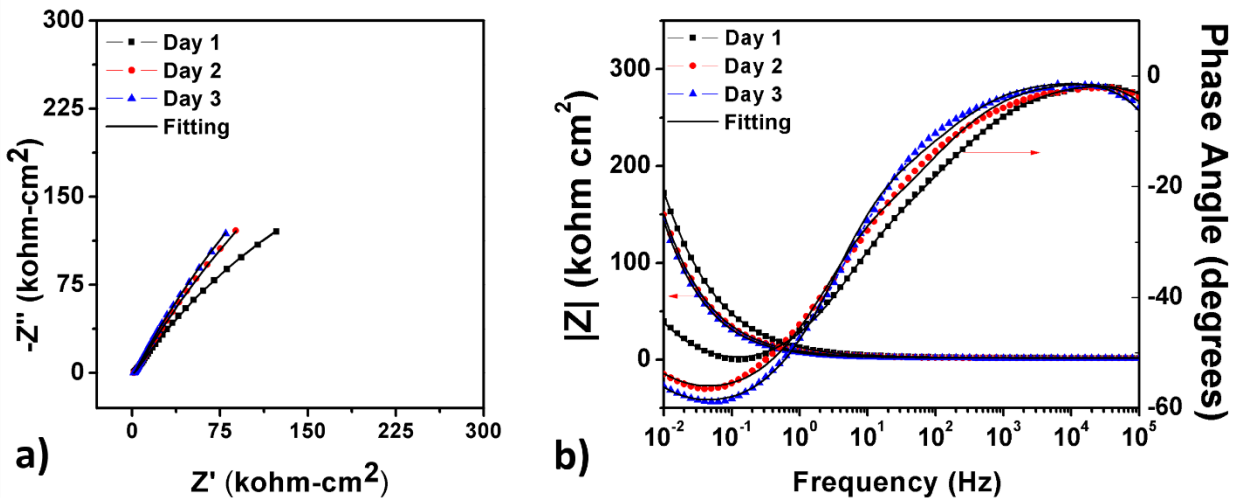 300
225
150
75
0
-Z" (kohm-cm²)
Day 1
Day 2
Day 3
Fitting
0 75 150 225 300
Z' (kohm-cm²)
a)
300
200
100
0
|Z| (kohm cm²)
Day 1
Day 2
Day 3
Fitting
0
-20
-40
-60
Phase Angle (degrees)
10⁻² 10⁻¹ 10⁰ 10¹ 10² 10³ 10⁴ 10⁵
Frequency (Hz)
b)